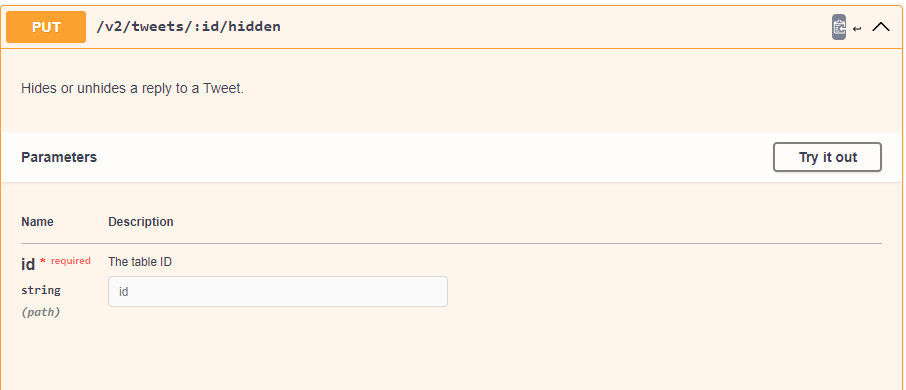 PUT /v2/tweets/:id/hidden
Hides or unhides a reply to a Tweet.
Parameters Try it out
Name Description
id * required The table ID
string id
(path)